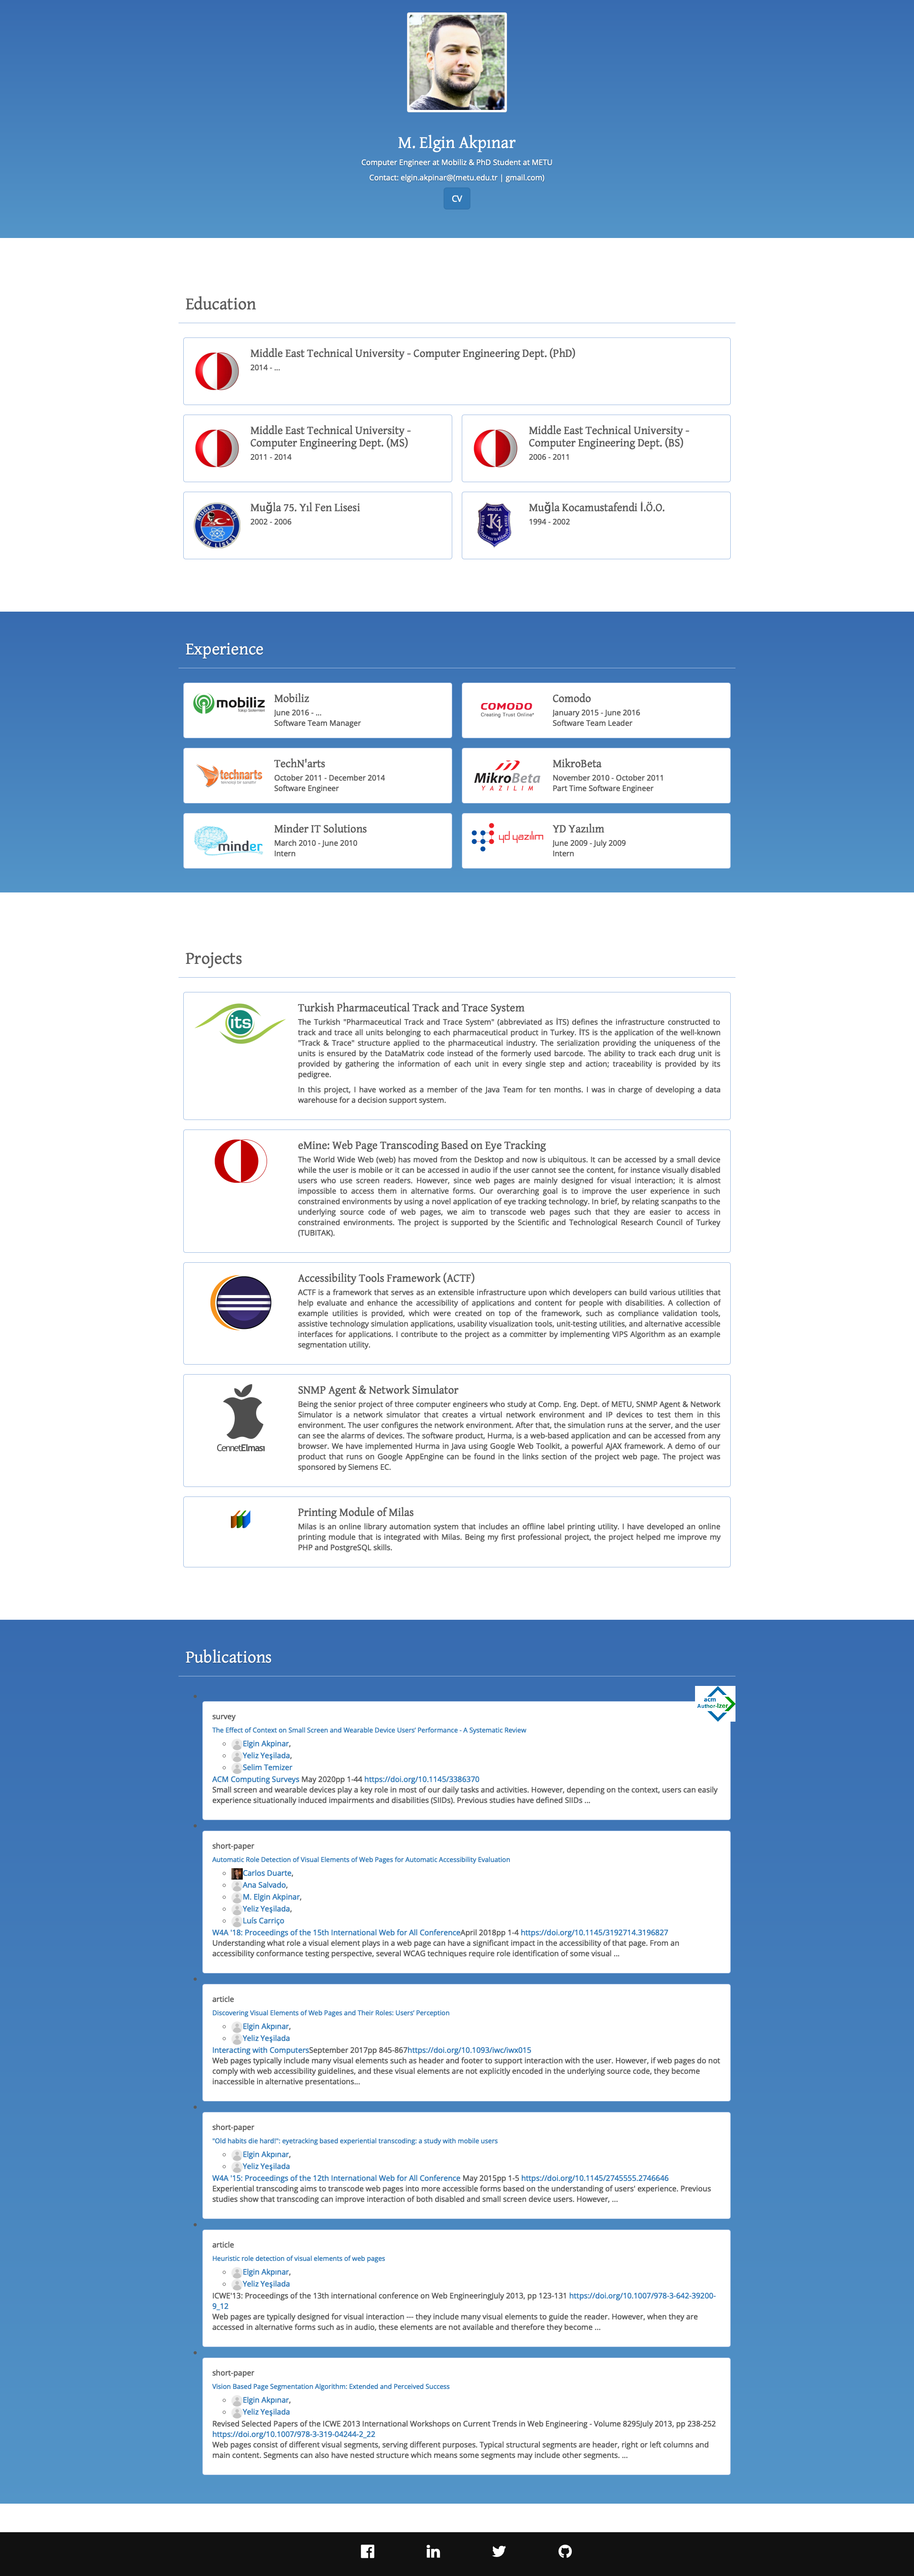 M. Elgin Akpınar
Computer Engineer at Mobiliz & PhD Student at METU
Contact: elgin.akpinar@(metu.edu.tr | gmail.com)
CV
Education
Middle East Technical University - Computer Engineering Dept. (PhD)
2014 - ...
Middle East Technical University -
Computer Engineering Dept. (MS)
2011 - 2014
Middle East Technical University -
Computer Engineering Dept. (BS)
2006 - 2011
MUĞLA 75. YIL
FEN LİSESİ
Muğla 75. Yıl Fen Lisesi
2002 - 2006
MUĞLA
Muğla Kocamustafendi İ.Ö.O.
1994 - 2002
Experience
mobiliz
Mobiliz
June 2016 - ...
Software Team Manager
COMODO
Creating Trust Online®
Comodo
January 2015 - June 2016
Software Team Leader
technarts
TechN'arts
October 2011 - December 2014
Software Engineer
MikroBeta
YAZILIM
MikroBeta
November 2010 - October 2011
Part Time Software Engineer
minder
Minder IT Solutions
March 2010 - June 2010
Intern
yd yazılım
YD Yazılım
June 2009 - July 2009
Intern
Projects
its
Turkish Pharmaceutical Track and Trace System
The Turkish "Pharmaceutical Track and Trace System" (abbreviated as İTS) defines the infrastructure constructed to
track and trace all units belonging to each pharmaceutical product in Turkey. İTS is the application of the well-known
"Track & Trace" structure applied to the pharmaceutical industry. The serialization providing the uniqueness of the
units is ensured by the DataMatrix code instead of the formerly used barcode. The ability to track each drug unit is
provided by gathering the information of each unit in every single step and action; traceability is provided by its
pedigree.
In this project, I have worked as a member of the Java Team for ten months. I was in charge of developing a data
warehouse for a decision support system.
eMine: Web Page Transcoding Based on Eye Tracking
The World Wide Web (web) has moved from the Desktop and now is ubiquitous. It can be accessed by a small device
while the user is mobile or it can be accessed in audio if the user cannot see the content, for instance visually disabled
users who use screen readers. However, since web pages are mainly designed for visual interaction; it is almost
impossible to access them in alternative forms. Our overarching goal is to improve the user experience in such
constrained environments by using a novel application of eye tracking technology. In brief, by relating scanpaths to the
underlying source code of web pages, we aim to transcode web pages such that they are easier to access in
constrained environments. The project is supported by the Scientific and Technological Research Council of Turkey
(TUBITAK).
Accessibility Tools Framework (ACTF)
ACTF is a framework that serves as an extensible infrastructure upon which developers can build various utilities that
help evaluate and enhance the accessibility of applications and content for people with disabilities. A collection of
example utilities is provided, which were created on top of the framework, such as compliance validation tools,
assistive technology simulation applications, usability visualization tools, unit-testing utilities, and alternative accessible
interfaces for applications. I contribute to the project as a committer by implementing VIPS Algorithm as an example
segmentation utility.
CennetElması
SNMP Agent & Network Simulator
Being the senior project of three computer engineers who study at Comp. Eng. Dept. of METU, SNMP Agent & Network
Simulator is a network simulator that creates a virtual network environment and IP devices to test them in this
environment. The user configures the network environment. After that, the simulation runs at the server, and the user
can see the alarms of devices. The software product, Hurma, is a web-based application and can be accessed from any
browser. We have implemented Hurma in Java using Google Web Toolkit, a powerful AJAX framework. A demo of our
product that runs on Google AppEngine can be found in the links section of the project web page. The project was
sponsored by Siemens EC.
Printing Module of Milas
Milas is an online library automation system that includes an offline label printing utility. I have developed an online
printing module that is integrated with Milas. Being my first professional project, the project helped me improve my
PHP and PostgreSQL skills.
Publications
acm
Author-Izer
survey
The Effect of Context on Small Screen and Wearable Device Users' Performance - A Systematic Review
Elgin Akpinar,
Yeliz Yeşilada,
Selim Temizer
ACM Computing Surveys May 2020pp 1-44 https://doi.org/10.1145/3386370
Small screen and wearable devices play a key role in most of our daily tasks and activities. However, depending on the context, users can easily
experience situationally induced impairments and disabilities (SIIDs). Previous studies have defined SIIDs ...
short-paper
Automatic Role Detection of Visual Elements of Web Pages for Automatic Accessibility Evaluation
Carlos Duarte,
Ana Salvado,
M. Elgin Akpinar,
Yeliz Yeşilada,
Luís Carriço
W4A '18: Proceedings of the 15th International Web for All ConferenceApril 2018pp 1-4 https://doi.org/10.1145/3192714.3196827
Understanding what role a visual element plays in a web page can have a significant impact in the accessibility of that page. From an
accessibility conformance testing perspective, several WCAG techniques require role identification of some visual ...
article
Discovering Visual Elements of Web Pages and Their Roles: Users' Perception
Elgin Akpınar,
Yeliz Yeşilada
Interacting with ComputersSeptember 2017pp 845-867https://doi.org/10.1093/iwc/iwx015
Web pages typically include many visual elements such as header and footer to support interaction with the user. However, if web pages do not
comply with web accessibility guidelines, and these visual elements are not explicitly encoded in the underlying source code, they become
inaccessible in alternative presentations...
short-paper
"Old habits die hard!": eyetracking based experiential transcoding: a study with mobile users
Elgin Akpınar,
Yeliz Yeşilada
W4A '15: Proceedings of the 12th International Web for All Conference May 2015pp 1-5 https://doi.org/10.1145/2745555.2746646
Experiential transcoding aims to transcode web pages into more accessible forms based on the understanding of users' experience. Previous
studies show that transcoding can improve interaction of both disabled and small screen device users. However, ...
article
Heuristic role detection of visual elements of web pages
Elgin Akpınar,
Yeliz Yeşilada
ICWE'13: Proceedings of the 13th international conference on Web EngineeringJuly 2013, pp 123-131 https://doi.org/10.1007/978-3-642-39200-
9_12
Web pages are typically designed for visual interaction --- they include many visual elements to guide the reader. However, when they are
accessed in alternative forms such as in audio, these elements are not available and therefore they become ...
short-paper
Vision Based Page Segmentation Algorithm: Extended and Perceived Success
Elgin Akpınar,
Yeliz Yeşilada
Revised Selected Papers of the ICWE 2013 International Workshops on Current Trends in Web Engineering - Volume 8295July 2013, pp 238-252
https://doi.org/10.1007/978-3-319-04244-2_22
Web pages consist of different visual segments, serving different purposes. Typical structural segments are header, right or left columns and
main content. Segments can also have nested structure which means some segments may include other segments. ...